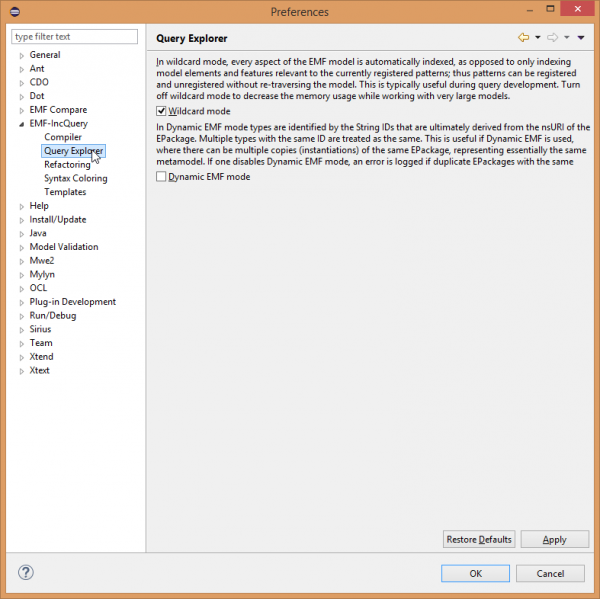 Preferences
type filter text
General
Ant
CDO
Dot
EMF Compare
EMF-IncQuery
Compiler
Query Explorer
Refactoring
Syntax Coloring
Templates
Help
Install/Update
Java
Model Validation
Mwe2
Mylyn
OCL
Plug-in Development
Run/Debug
Sirius
Team
Xtend
Xtext
Query Explorer
In wildcard mode, every aspect of the EMF model is automatically indexed, as opposed to only indexing
model elements and features relevant to the currently registered patterns; thus patterns can be registered
and unregistered without re-traversing the model. This is typically useful during query development. Turn
off wildcard mode to decrease the memory usage while working with very large models.
Wildcard mode
In Dynamic EMF mode types are identified by the String IDs that are ultimately derived from the nsURI of the
EPackage. Multiple types with the same ID are treated as the same. This is useful if Dynamic EMF is used,
where there can be multiple copies (instantiations) of the same EPackage, representing essentially the same
metamodel. If one disables Dynamic EMF mode, an error is logged if duplicate EPackages with the same
Dynamic EMF mode
Restore Defaults
Apply
?
OK
Cancel